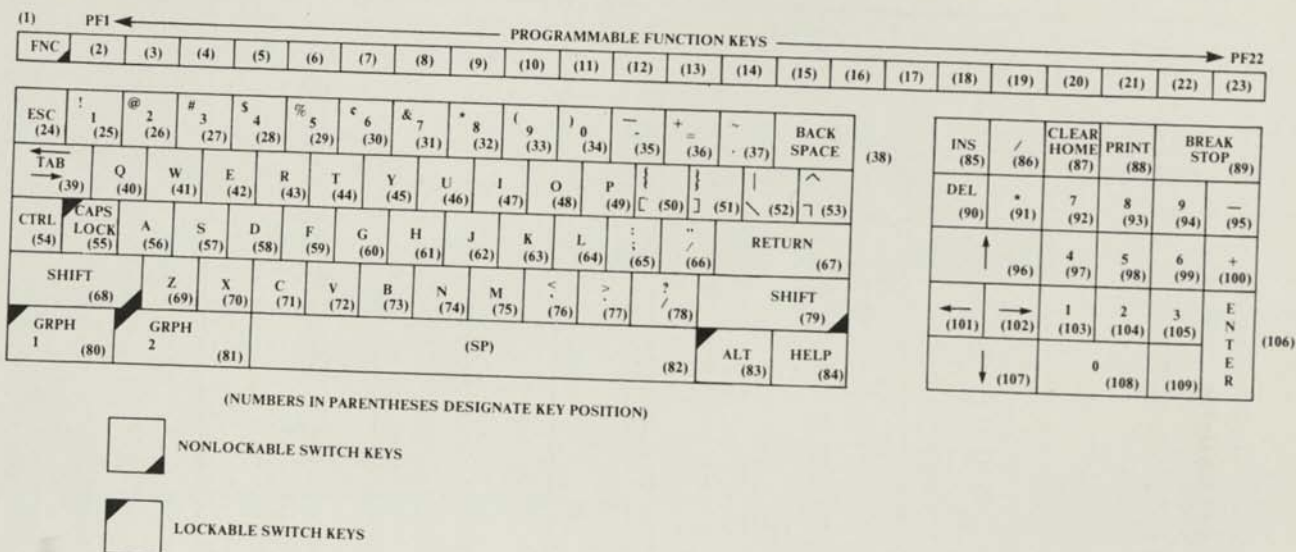 (1) PF1 PROGRAMMABLE FUNCTION KEYS PF22
FNC (2) (3) (4) (5) (6) (7) (8) (9) (10) (11) (12) (13) (14) (15) (16) (17) (18) (19) (20) (21) (22) (23)
ESC (24) ! 1 (25) @ 2 (26) # 3 (27) $ 4 (28) % 5 (29) ¢ 6 (30) & 7 (31) * 8 (32) ( 9 (33) ) 0 (34) — - (35) + = (36) ~ . (37) BACK SPACE (38)
TAB (39) Q (40) W (41) E (42) R (43) T (44) Y (45) U (46) I (47) O (48) P (49) { [ (50) } ] (51) | \ (52) ^ ¬ (53)
CTRL (54) CAPS LOCK (55) A (56) S (57) D (58) F (59) G (60) H (61) J (62) K (63) L (64) : ; (65) " / (66) RETURN (67)
SHIFT (68) Z (69) X (70) C (71) V (72) B (73) N (74) M (75) < . (76) > . (77) ? / (78) SHIFT (79)
GRPH 1 (80) GRPH 2 (81) (SP) (82) ALT (83) HELP (84)
INS (85) / (86) CLEAR HOME (87) PRINT (88) BREAK STOP (89)
DEL (90) * (91) 7 (92) 8 (93) 9 (94) — (95)
(96) 4 (97) 5 (98) 6 (99) + (100)
(101) (102) 1 (103) 2 (104) 3 (105) ENTER (106)
(107) 0 (108) (109)
(NUMBERS IN PARENTHESES DESIGNATE KEY POSITION)
NONLOCKABLE SWITCH KEYS
LOCKABLE SWITCH KEYS